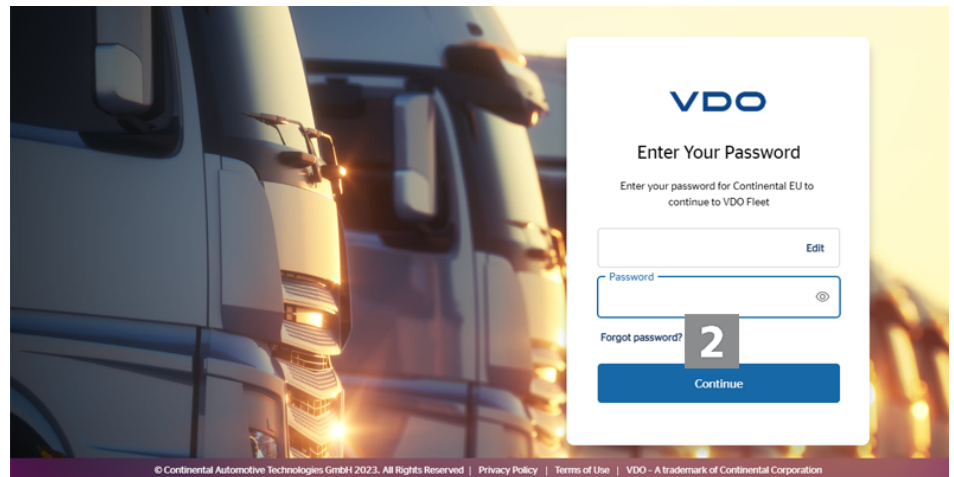 VDO
Enter Your Password
Enter your password for Continental EU to
continue to VDO Fleet
Edit
Password
Forgot password?
2
Continue
© Continental Automotive Technologies GmbH 2023. All Rights Reserved | Privacy Policy | Terms of Use | VDO – A trademark of Continental Corporation